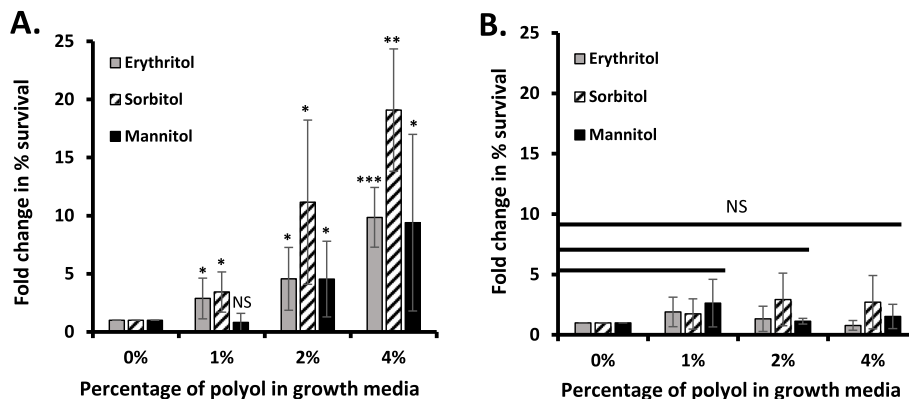 A.
Fold change in % survival
25
20
15
10
5
0
Erythritol
Sorbitol
Mannitol
*
*
NS
*
*
*
***
**
*
0%
1%
2%
4%
Percentage of polyol in growth media
B.
Fold change in % survival
25
20
15
10
5
0
Erythritol
Sorbitol
Mannitol
NS
0%
1%
2%
4%
Percentage of polyol in growth media